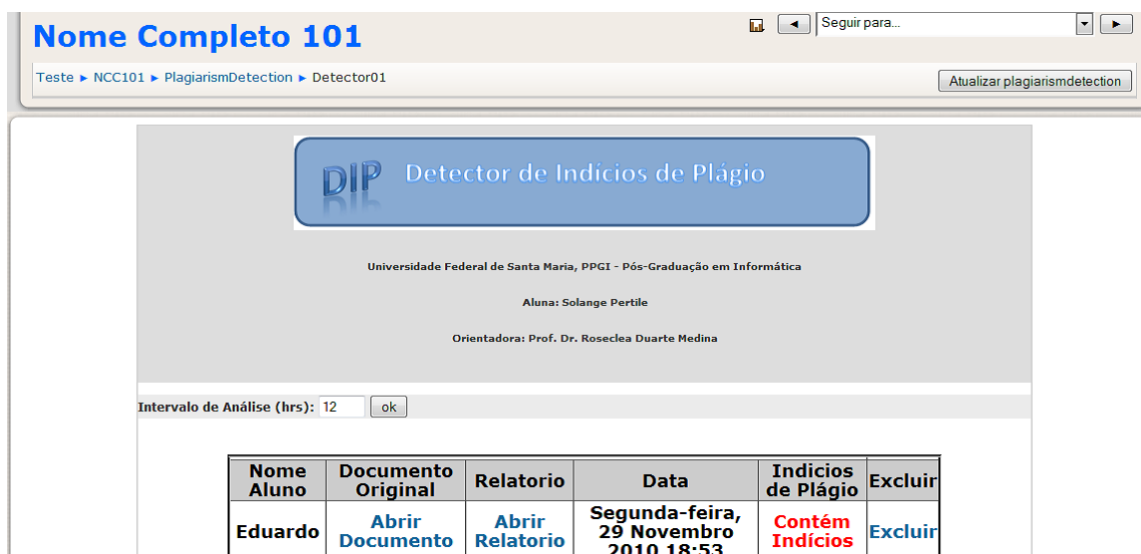 Nome Completo 101
Seguir para...
Teste ► NCC101 ► PlagiarismDetection ► Detector01
Atualizar plagiarismdetection
DIP Detector de Indícios de Plágio
Universidade Federal de Santa Maria, PPGI - Pós-Graduação em Informática
Aluna: Solange Pertile
Orientadora: Prof. Dr. Roseclea Duarte Medina
Intervalo de Análise (hrs): 12 ok
Nome Aluno Documento Original Relatorio Data Indicios de Plágio Excluir
Eduardo Abrir Documento Abrir Relatorio Segunda-feira, 29 Novembro 2010 18:53 Contém Indícios Excluir